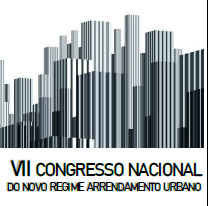 VII CONGRESSO NACIONAL
DO NOVO REGIME ARRENDAMENTO URBANO